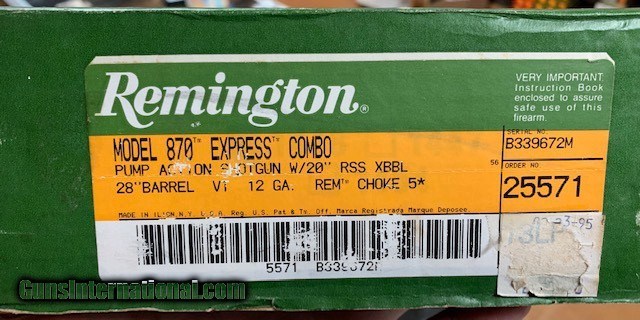 Remington®
VERY IMPORTANT
Instruction Book
enclosed to assure
safe use of this
firearm.
MODEL 870™ EXPRESS™ COMBO
PUMP ACTION SHOTGUN W/20" RSS XBBL
28"BARREL VT 12 GA. REM™ CHOKE 5*
SERIAL NO.
B339672M
56
ORDER NO.
25571
MADE IN ILION,N.Y. U.S.A. Reg. U.S. Pat & Tm. Off. Marca Registrada Marque Deposee.
5571 B339672M
GunsInternational.com